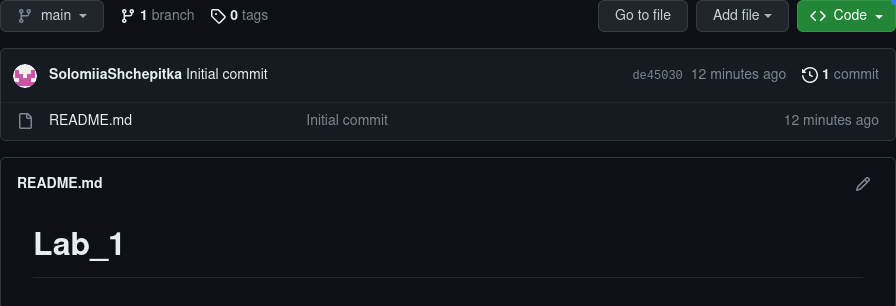 main 1 branch 0 tags Go to file Add file Code
SolomiiaShchepitka Initial commit de45030 12 minutes ago 1 commit
README.md Initial commit 12 minutes ago
README.md
Lab_1